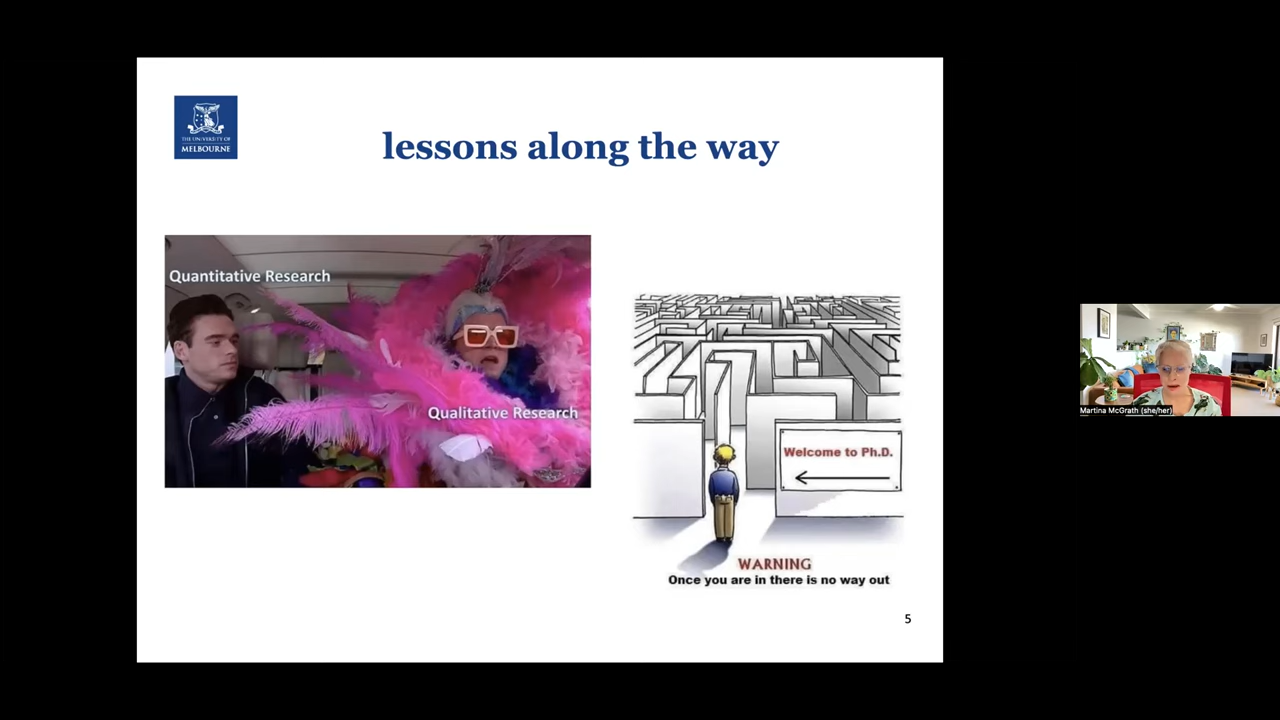 THE UNIVERSITY OF
MELBOURNE
lessons along the way
Quantitative Research
Qualitative Research
Welcome to Ph.D.
WARNING
Once you are in there is no way out
5
Martina McGrath (she/her)